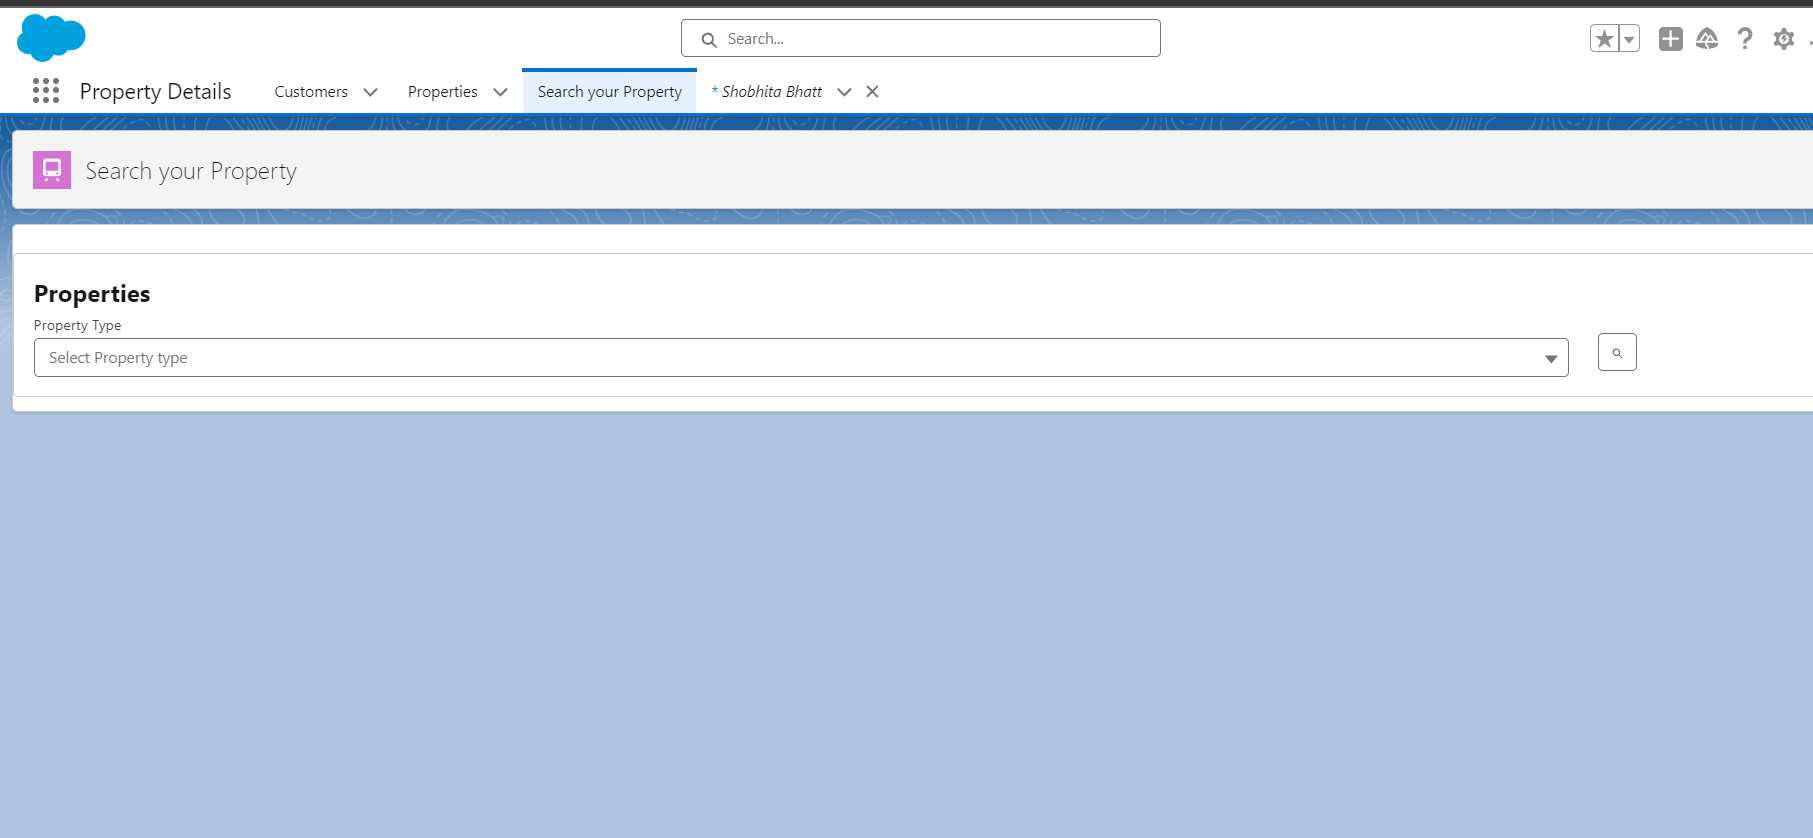 Search...
Property Details
Customers
Properties
Search your Property
* Shobhita Bhatt
Search your Property
Properties
Property Type
Select Property type